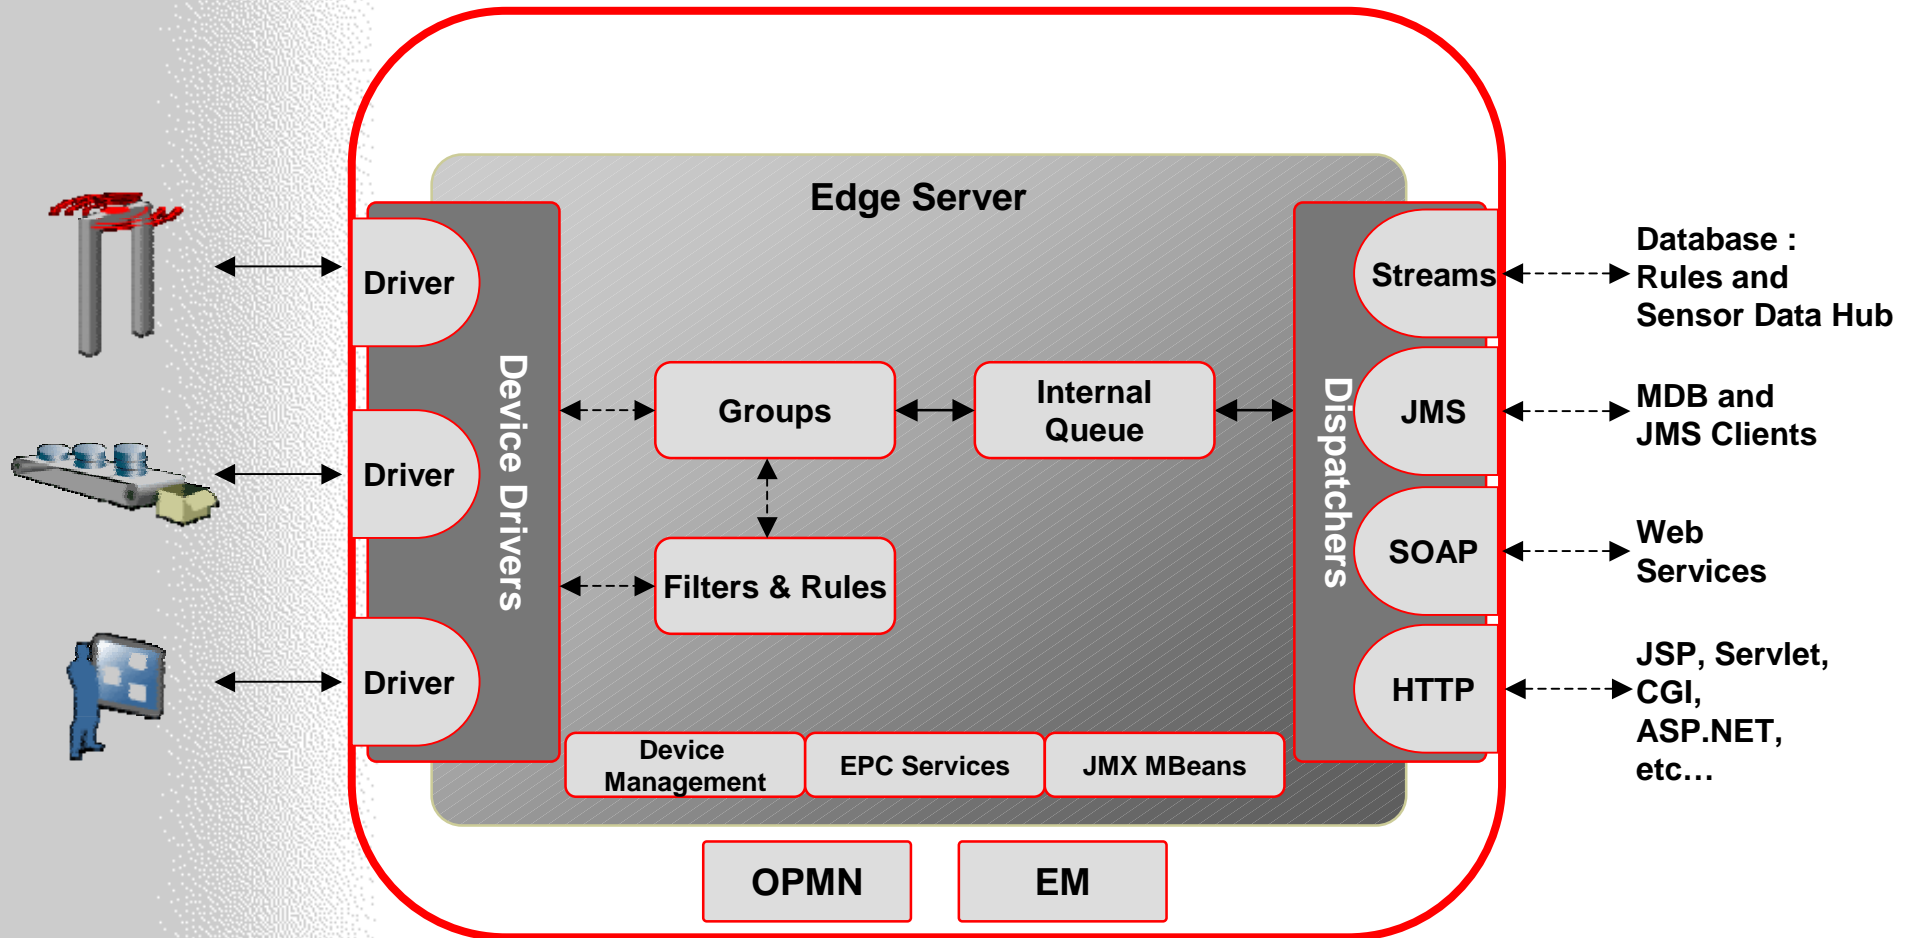 Edge Server
Driver
Driver
Driver
Device Drivers
Groups
Internal
Queue
Filters & Rules
Device
Management
EPC Services
JMX MBeans
Dispatchers
Streams
JMS
SOAP
HTTP
Database :
Rules and
Sensor Data Hub
MDB and
JMS Clients
Web
Services
JSP, Servlet,
CGI,
ASP.NET,
etc...
OPMN
EM